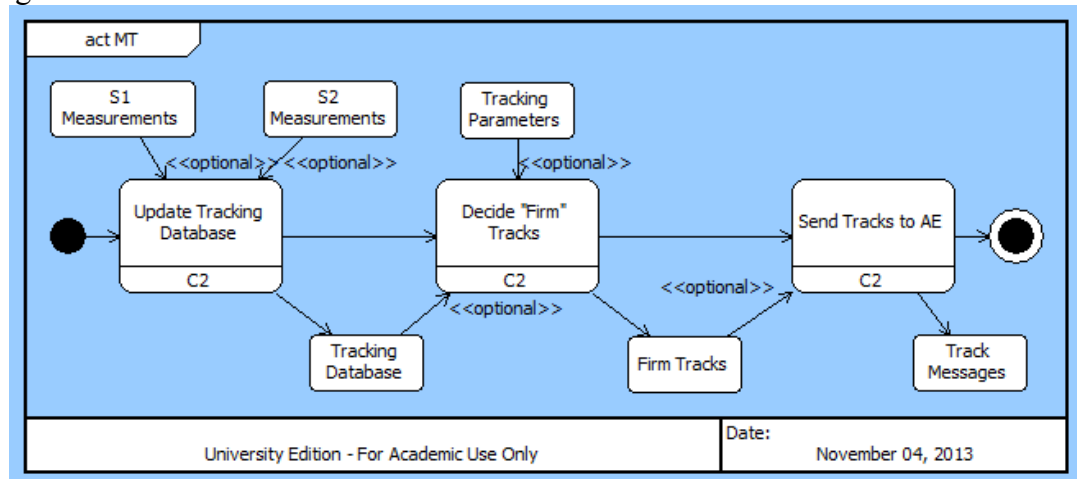 act MT
S1
Measurements
S2
Measurements
Tracking
Parameters
<<optional>>
<<optional>>
<<optional>>
Update Tracking
Database
C2
Decide "Firm"
Tracks
C2
Send Tracks to AE
C2
<<optional>>
<<optional>>
Tracking
Database
Firm Tracks
Track
Messages
University Edition - For Academic Use Only
Date:
November 04, 2013